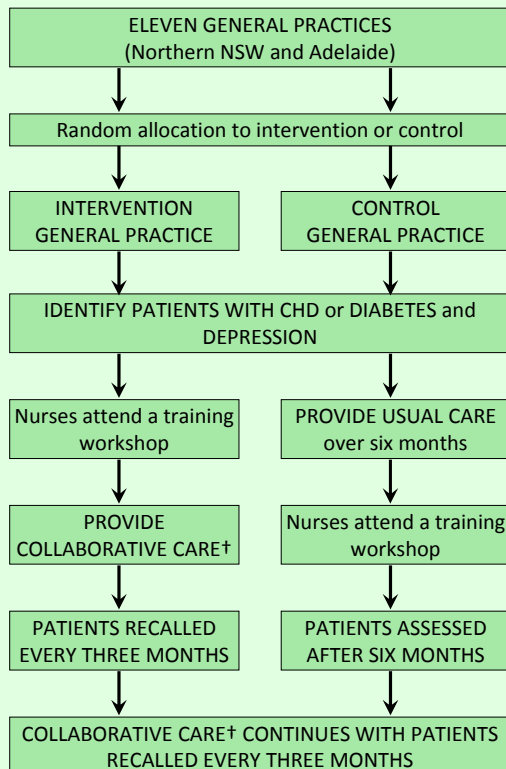 ELEVEN GENERAL PRACTICES
(Northern NSW and Adelaide)
Random allocation to intervention or control
INTERVENTION
GENERAL PRACTICE
CONTROL
GENERAL PRACTICE
IDENTIFY PATIENTS WITH CHD or DIABETES and
DEPRESSION
Nurses attend a training
workshop
PROVIDE USUAL CARE
over six months
PROVIDE
COLLABORATIVE CARE†
Nurses attend a training
workshop
PATIENTS RECALLED
EVERY THREE MONTHS
PATIENTS ASSESSED
AFTER SIX MONTHS
COLLABORATIVE CARE† CONTINUES WITH PATIENTS
RECALLED EVERY THREE MONTHS